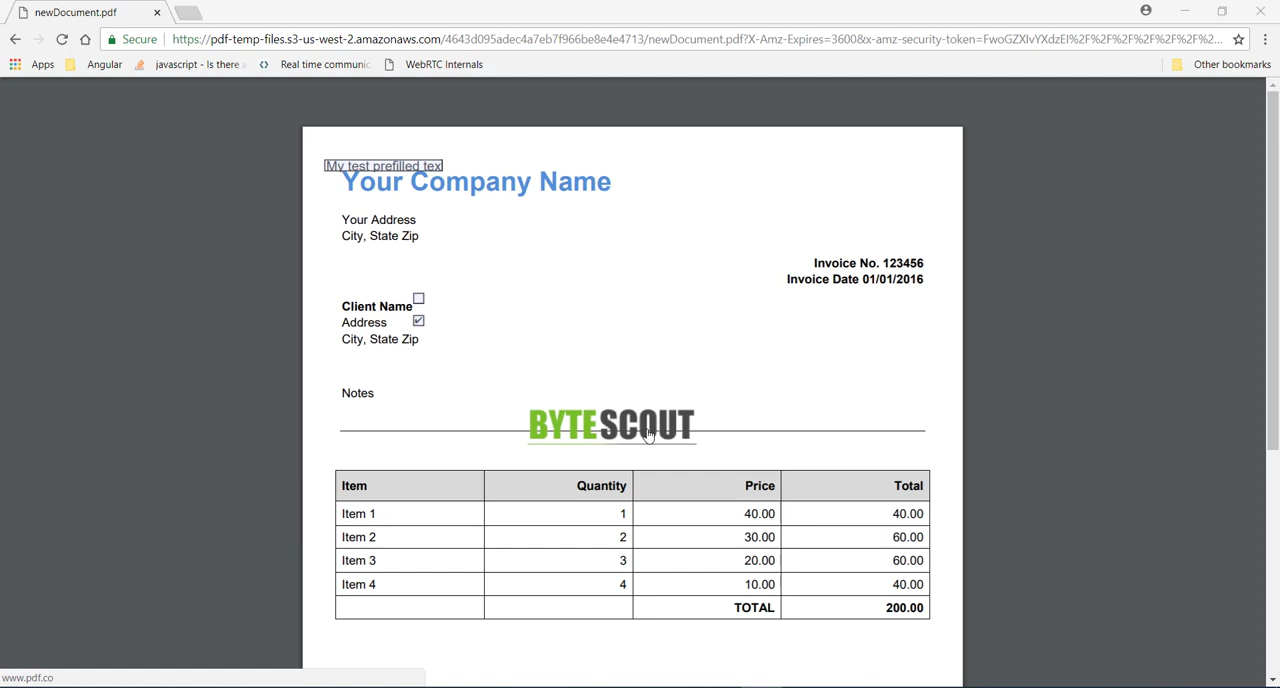 newDocument.pdf
Secure https://pdf-temp-files.s3-us-west-2.amazonaws.com/4643d095adec4a7eb7f966be8e4e4713/newDocument.pdf?X-Amz-Expires=3600&x-amz-security-token=FwoGZXIvYXdzEI%2F%2F%2F%2F%2F%2F%2F%2...
Apps Angular javascript - Is there a Real time communic WebRTC Internals Other bookmarks
My test prefilled tex
Your Company Name
Your Address
City, State Zip
Invoice No. 123456
Invoice Date 01/01/2016
Client Name
Address
City, State Zip
Notes
BYTESCOUT
Item Quantity Price Total
Item 1 1 40.00 40.00
Item 2 2 30.00 60.00
Item 3 3 20.00 60.00
Item 4 4 10.00 40.00
TOTAL 200.00
www.pdf.co